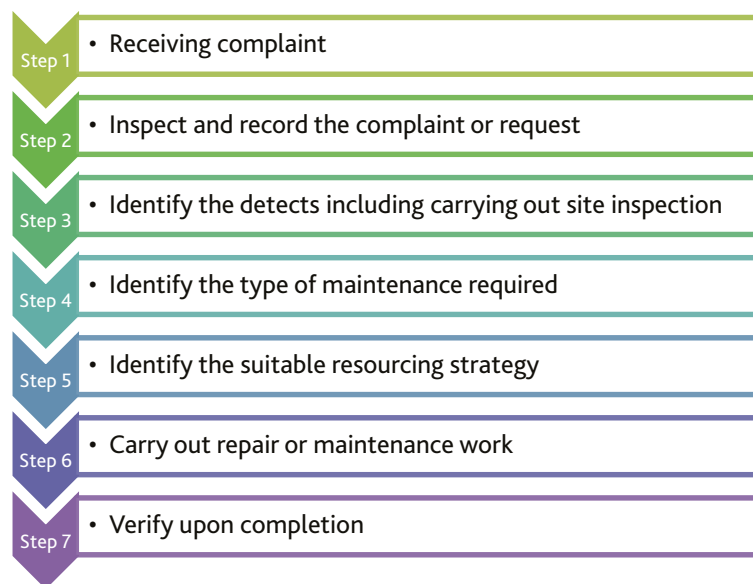 Step 1
• Receiving complaint
Step 2
• Inspect and record the complaint or request
Step 3
• Identify the detects including carrying out site inspection
Step 4
• Identify the type of maintenance required
Step 5
• Identify the suitable resourcing strategy
Step 6
• Carry out repair or maintenance work
Step 7
• Verify upon completion